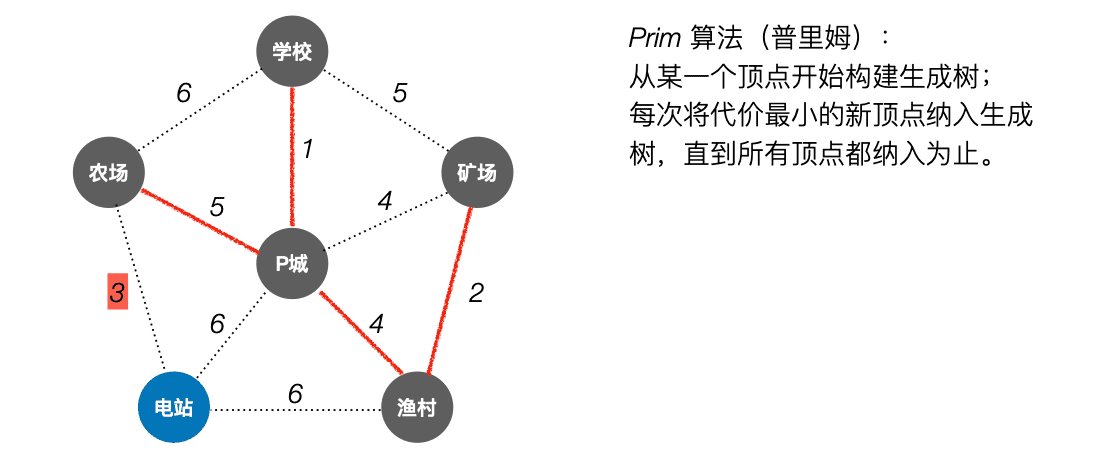 学校
6
5
1
农场
矿场
5
4
P城
3
2
6
4
6
电站
渔村
Prim 算法（普里姆）：
从某一个顶点开始构建生成树；
每次将代价最小的新顶点纳入生成
树，直到所有顶点都纳入为止。